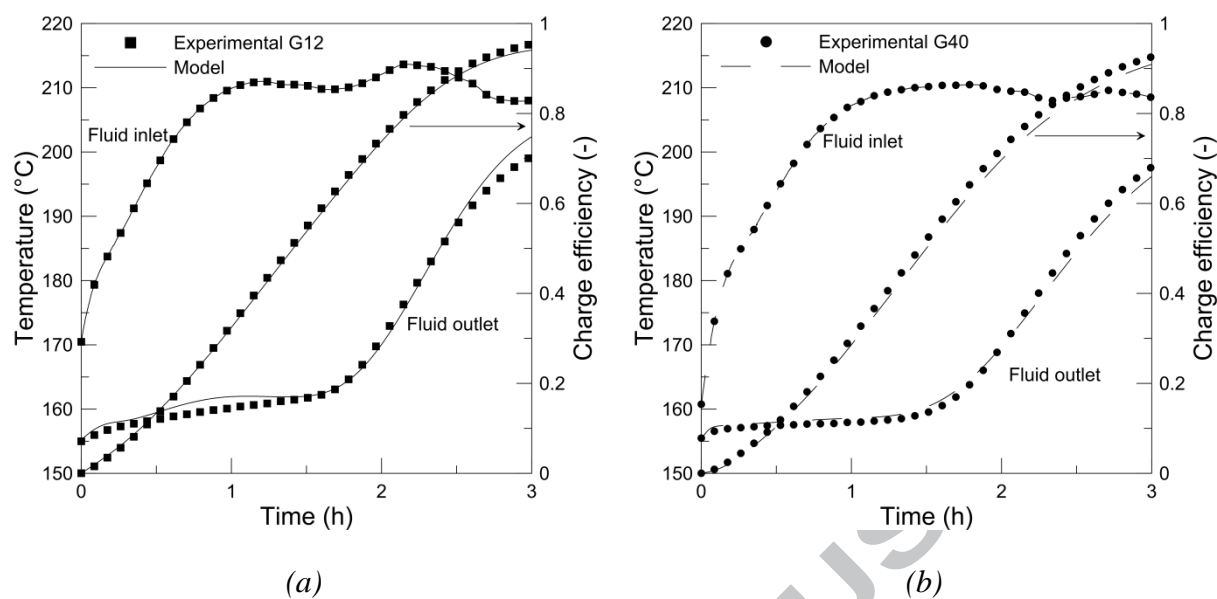 220
210
200
190
180
170
160
150
Temperature (°C)
Experimental G12
Model
Fluid inlet
Fluid outlet
1
0.8
0.6
0.4
0.2
0
Charge efficiency (-)
0 1 2 3
Time (h)
(a)
220
210
200
190
180
170
160
150
Temperature (°C)
Experimental G40
Model
Fluid inlet
Fluid outlet
1
0.8
0.6
0.4
0.2
0
Charge efficiency (-)
0 1 2 3
Time (h)
(b)